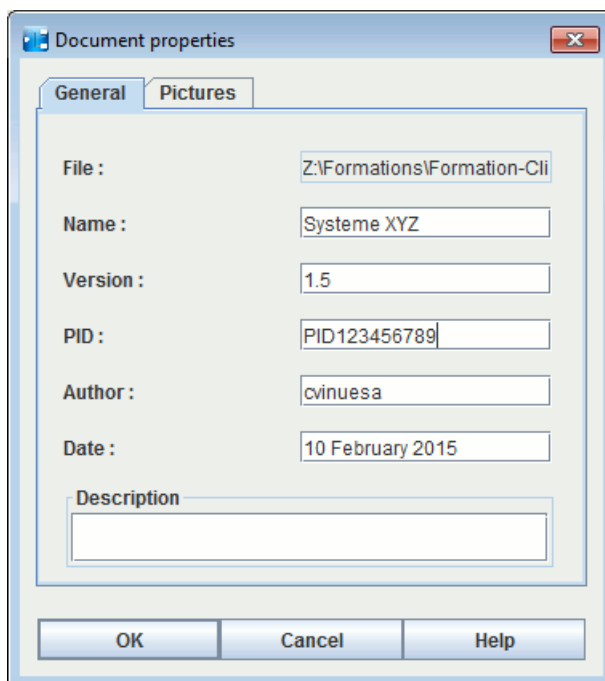 Document properties
General Pictures
File : Z:\Formations\Formation-Cli
Name : Systeme XYZ
Version : 1.5
PID : PID123456789
Author : cvinuesa
Date : 10 February 2015
Description
OK Cancel Help